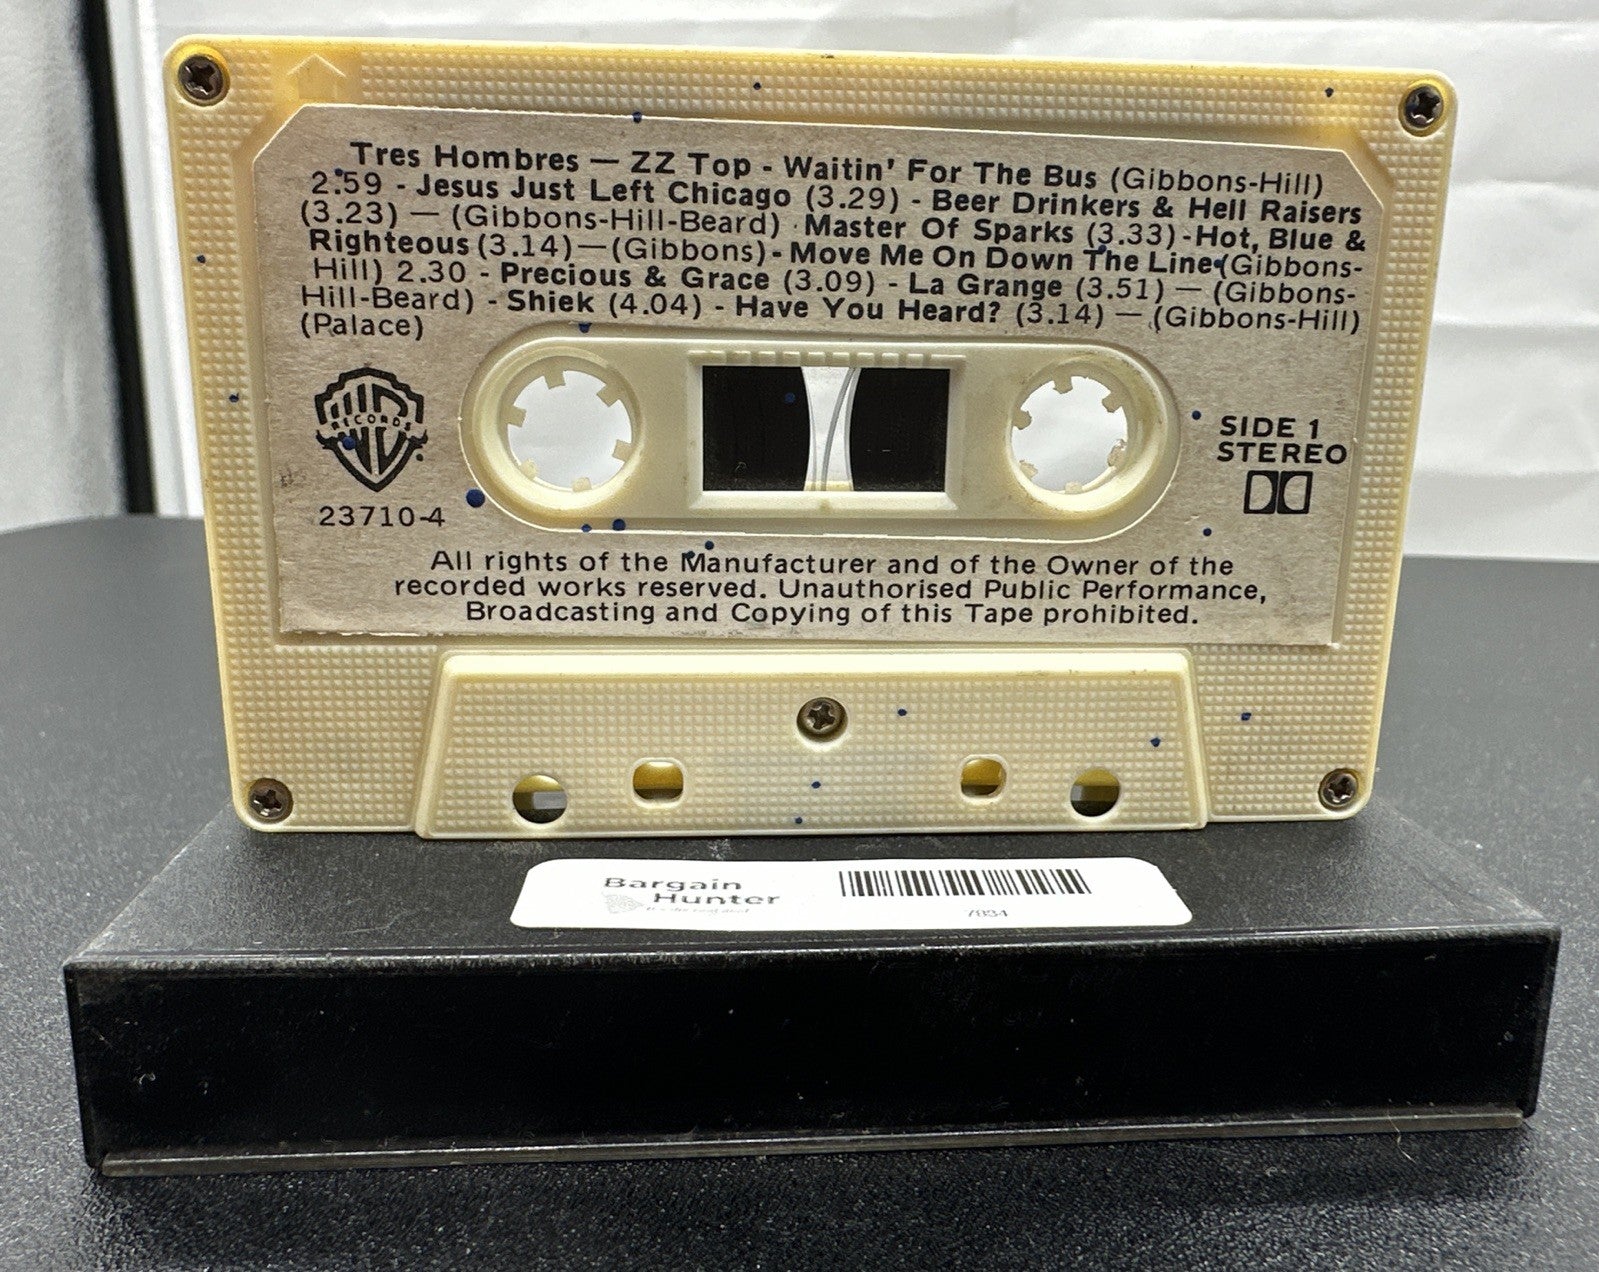 Tres Hombres — ZZ Top - Waitin' For The Bus (Gibbons-Hill)
2.59 - Jesus Just Left Chicago (3.29) - Beer Drinkers & Hell Raisers
(3.23) — (Gibbons-Hill-Beard) - Master Of Sparks (3.33) - Hot, Blue &
Righteous (3.14) — (Gibbons) - Move Me On Down The Line (Gibbons-
Hill) 2.30 - Precious & Grace (3.09) - La Grange (3.51) — (Gibbons-
Hill-Beard) - Shiek (4.04) - Have You Heard? (3.14) — (Gibbons-Hill)
(Palace)
RECORDS
23710-4
SIDE 1
STEREO
All rights of the Manufacturer and of the Owner of the
recorded works reserved. Unauthorised Public Performance,
Broadcasting and Copying of this Tape prohibited.
Bargain
Hunter
7834